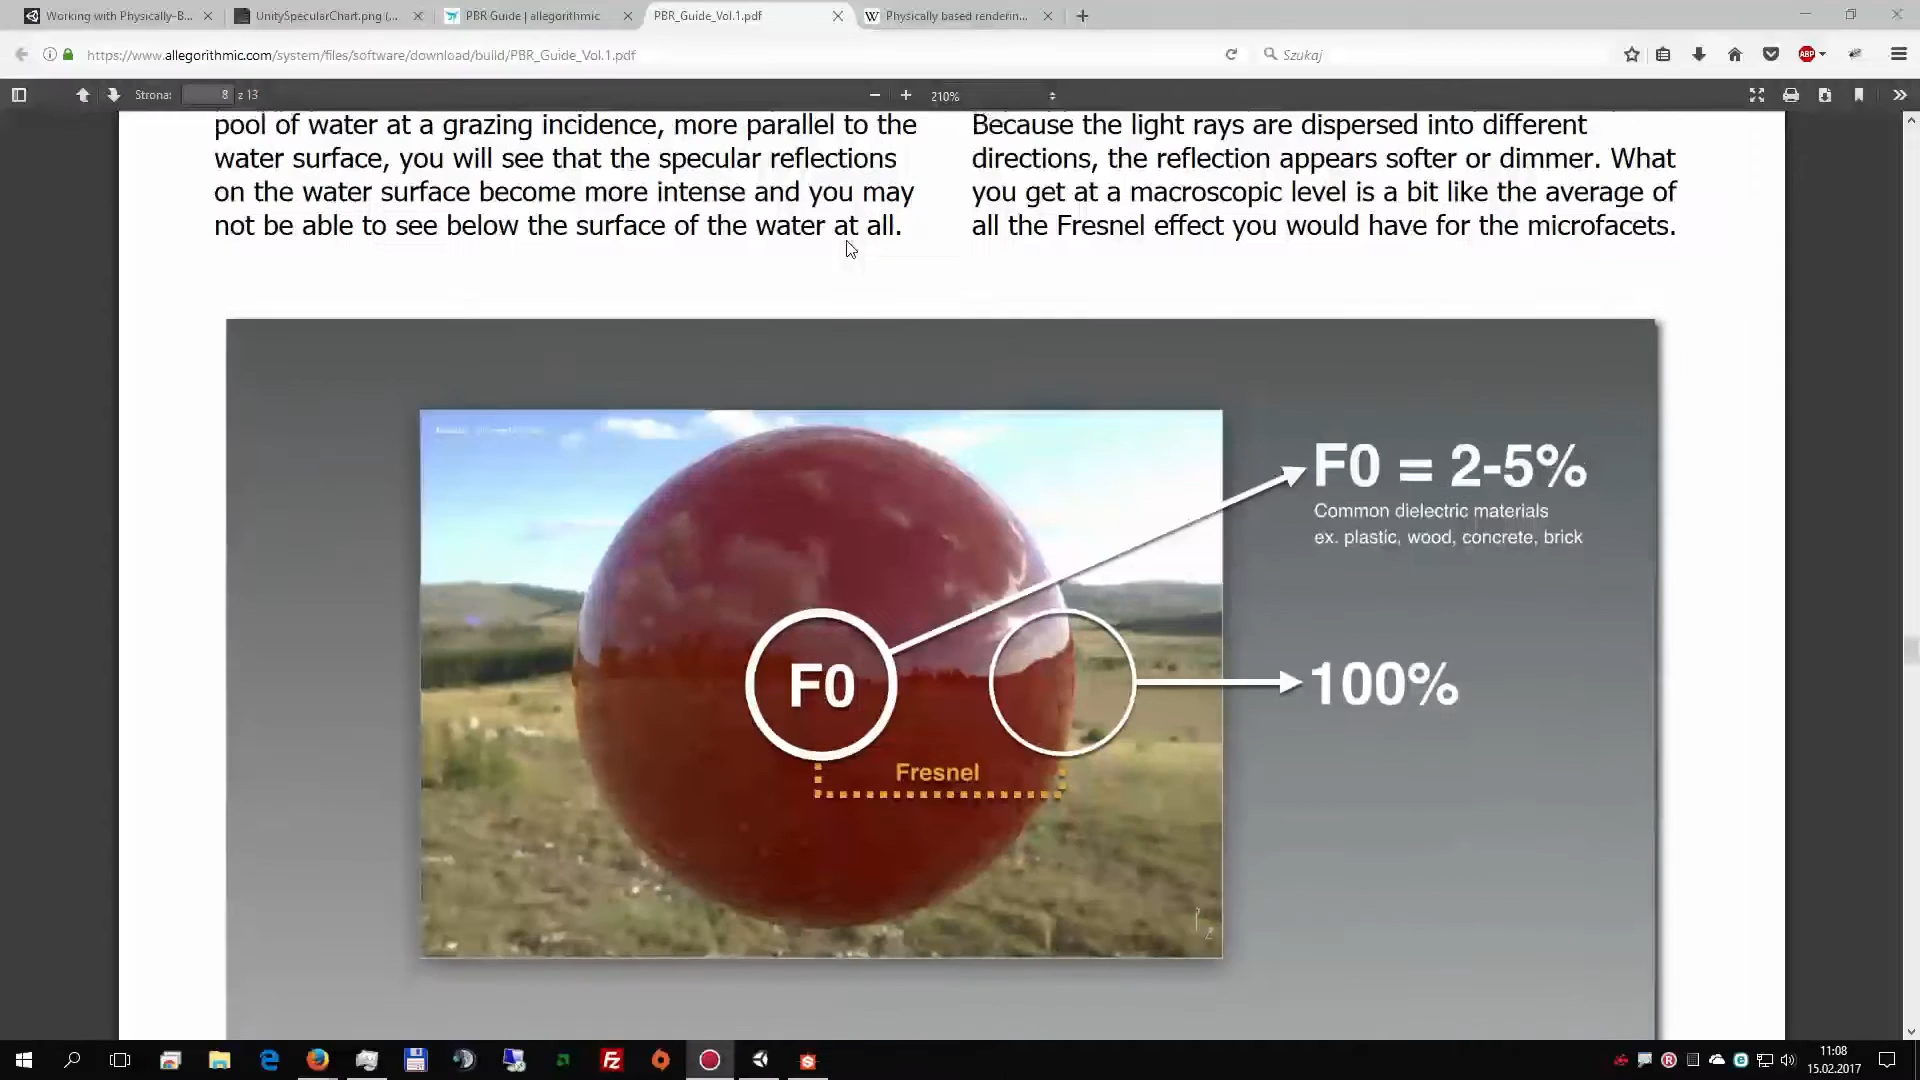 Working with Physically-B...
UnitySpecularChart.png (...
PBR Guide | allegorithmic
PBR_Guide_Vol.1.pdf
W Physically based renderin...
https://www.allegorithmic.com/system/files/software/download/build/PBR_Guide_Vol.1.pdf
Szukaj
ABP
Strona: 8 z 13
210%
pool of water at a grazing incidence, more parallel to the
water surface, you will see that the specular reflections
on the water surface become more intense and you may
not be able to see below the surface of the water at all.
Because the light rays are dispersed into different
directions, the reflection appears softer or dimmer. What
you get at a macroscopic level is a bit like the average of
all the Fresnel effect you would have for the microfacets.
F0 = 2-5%
Common dielectric materials
ex. plastic, wood, concrete, brick
F0
100%
Fresnel
11:08
15.02.2017